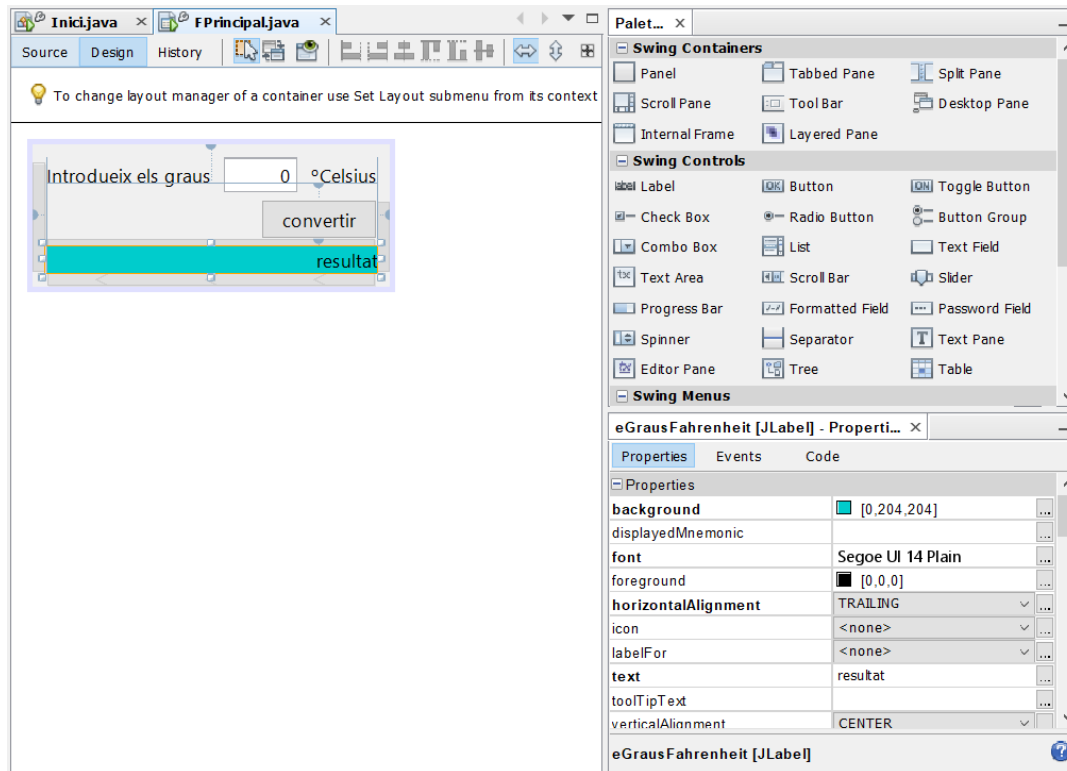 Inici.java × FPrincipal.java ×
Source Design History
To change layout manager of a container use Set Layout submenu from its context
Introdueix els graus 0 ºCelsius
convertir
resultat
Palet... ×
Swing Containers
Panel Tabbed Pane Split Pane
Scroll Pane Tool Bar Desktop Pane
Internal Frame Layered Pane
Swing Controls
label Label OK Button ON Toggle Button
Check Box Radio Button Button Group
Combo Box List Text Field
Text Area Scroll Bar Slider
Progress Bar Formatted Field Password Field
Spinner Separator T Text Pane
Editor Pane Tree Table
Swing Menus
eGrausFahrenheit [JLabel] - Properti... ×
Properties Events Code
Properties
background [0,204,204] ...
displayedMnemonic ...
font Segoe UI 14 Plain ...
foreground [0,0,0] ...
horizontalAlignment TRAILING ...
icon <none> ...
labelFor <none> ...
text resultat ...
toolTipText ...
verticalAlignment CENTER
eGrausFahrenheit [JLabel] ?